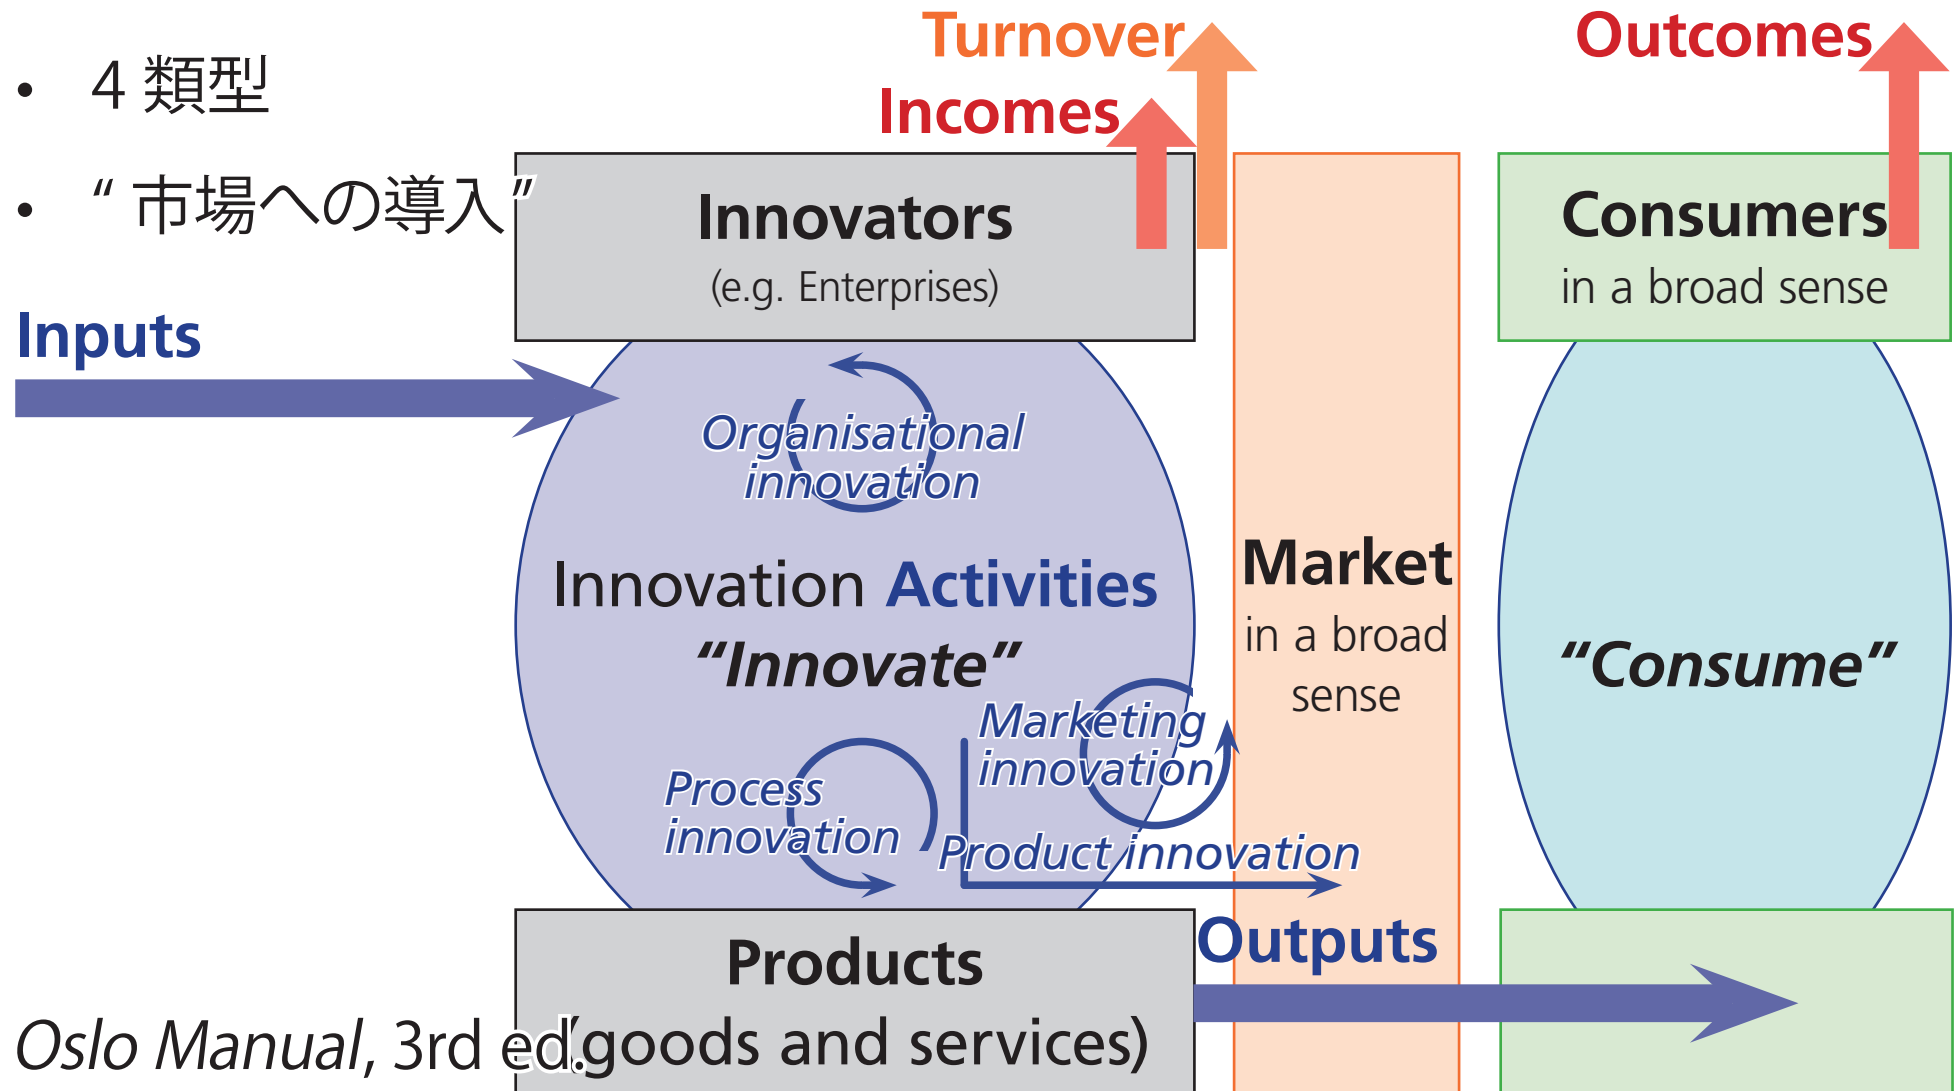 • 4 類型
• “ 市場への導入”
Turnover
Incomes
Outcomes
Innovators
(e.g. Enterprises)
Consumers
in a broad sense
Inputs
Organisational
innovation
Innovation Activities
“Innovate”
Market
in a broad
sense
“Consume”
Marketing
innovation
Process
innovation
Product innovation
Outputs
Products
(goods and services)
Oslo Manual, 3rd ed.